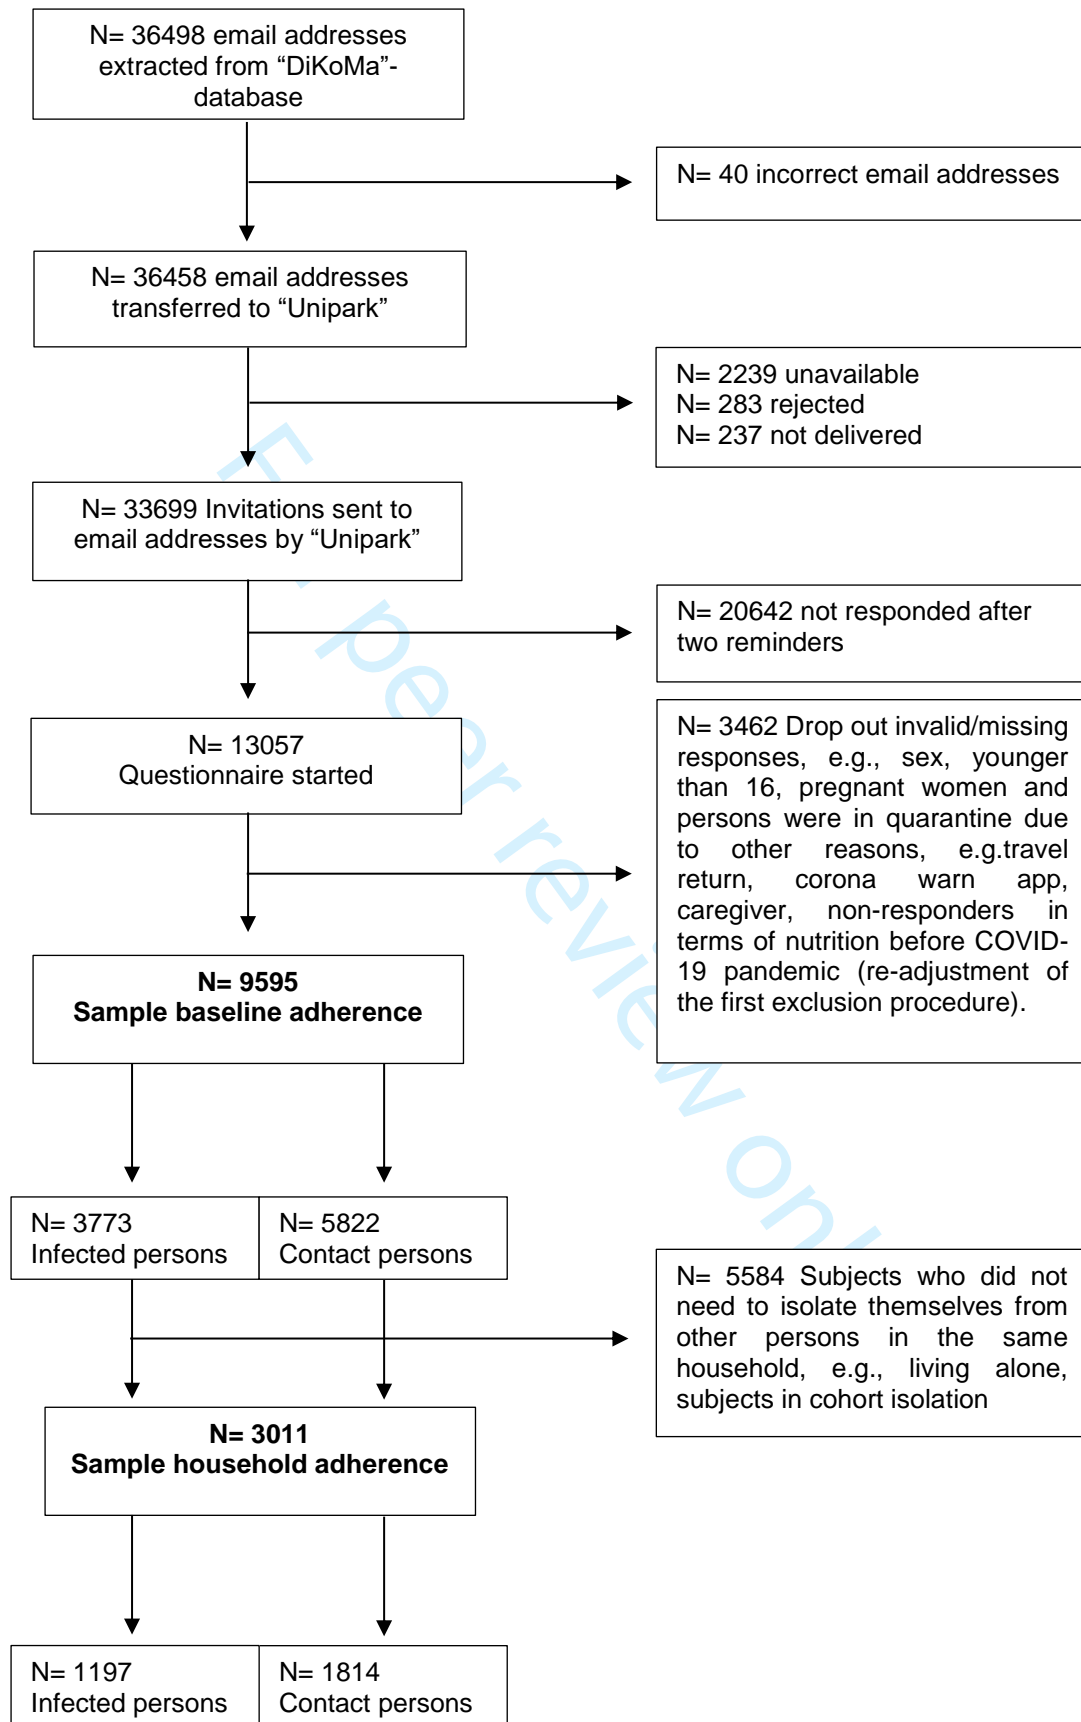 N= 36498 email addresses
extracted from “DiKoMa”-
database
N= 40 incorrect email addresses
N= 36458 email addresses
transferred to “Unipark”
N= 2239 unavailable
N= 283 rejected
N= 237 not delivered
N= 33699 Invitations sent to
email addresses by “Unipark”
N= 20642 not responded after
two reminders
N= 13057
Questionnaire started
N= 3462 Drop out invalid/missing
responses, e.g., sex, younger
than 16, pregnant women and
persons were in quarantine due
to other reasons, e.g.travel
return, corona warn app,
caregiver, non-responders in
terms of nutrition before COVID-
19 pandemic (re-adjustment of
the first exclusion procedure).
N= 9595
Sample baseline adherence
N= 3773
Infected persons
N= 5822
Contact persons
N= 5584 Subjects who did not
need to isolate themselves from
other persons in the same
household, e.g., living alone,
subjects in cohort isolation
N= 3011
Sample household adherence
N= 1197
Infected persons
N= 1814
Contact persons
peer review